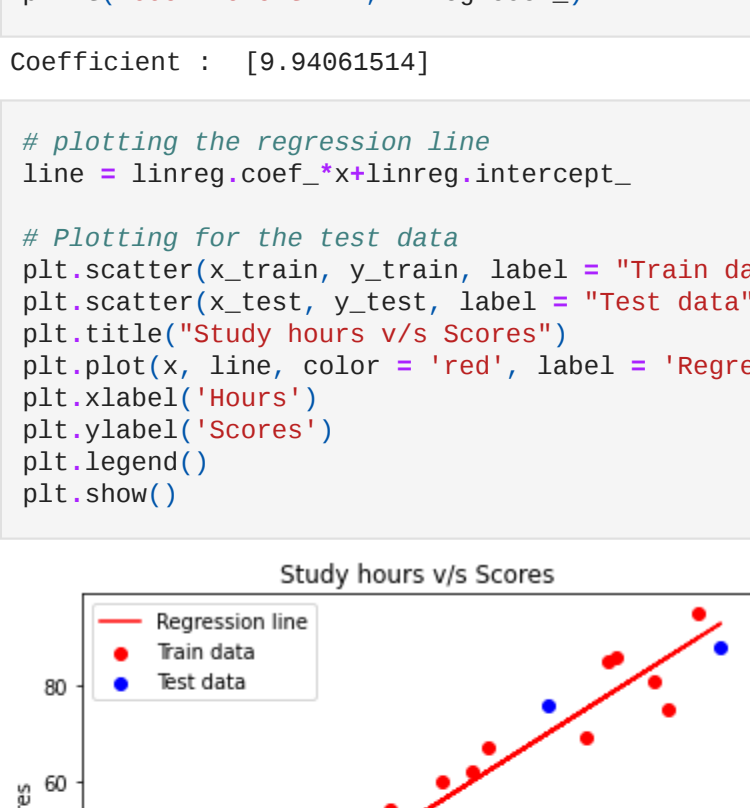 Coefficient :  [9.94061514]
# plotting the regression line
line = linreg.coef_*x+linreg.intercept_
# Plotting for the test data
plt.scatter(x_train, y_train, label = "Train da
plt.scatter(x_test, y_test, label = "Test data"
plt.title("Study hours v/s Scores")
plt.plot(x, line, color = 'red', label = 'Regre
plt.xlabel('Hours')
plt.ylabel('Scores')
plt.legend()
plt.show()
Study hours v/s Scores
Regression line
Train data
Test data
80
60
res